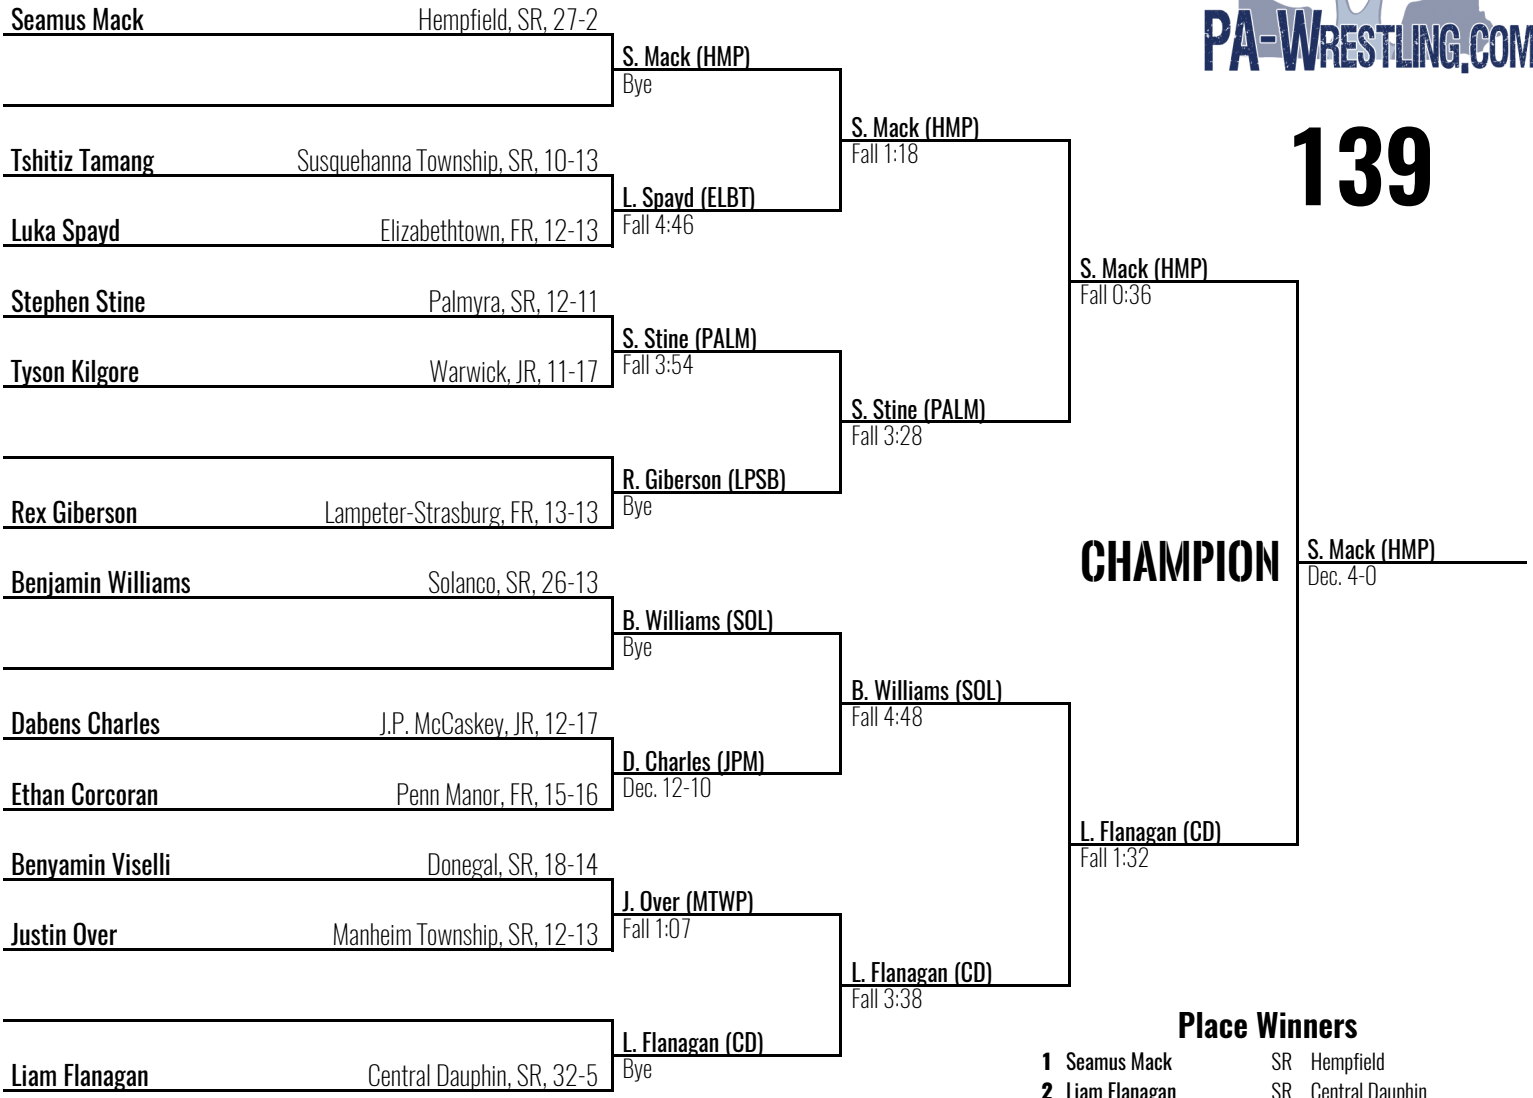 PA-WRESTLING.COM
139
Seamus Mack Hempfield, SR, 27-2
S. Mack (HMP)
Bye
S. Mack (HMP)
Fall 1:18
Tshitiz Tamang Susquehanna Township, SR, 10-13
L. Spayd (ELBT)
Fall 4:46
Luka Spayd Elizabethtown, FR, 12-13
S. Mack (HMP)
Fall 0:36
Stephen Stine Palmyra, SR, 12-11
S. Stine (PALM)
Fall 3:54
Tyson Kilgore Warwick, JR, 11-17
S. Stine (PALM)
Fall 3:28
R. Giberson (LPSB)
Bye
Rex Giberson Lampeter-Strasburg, FR, 13-13
CHAMPION
S. Mack (HMP)
Dec. 4-0
Benjamin Williams Solanco, SR, 26-13
B. Williams (SOL)
Bye
B. Williams (SOL)
Fall 4:48
Dabens Charles J.P. McCaskey, JR, 12-17
D. Charles (JPM)
Dec. 12-10
Ethan Corcoran Penn Manor, FR, 15-16
L. Flanagan (CD)
Fall 1:32
Benyamin Viselli Donegal, SR, 18-14
J. Over (MTWP)
Fall 1:07
Justin Over Manheim Township, SR, 12-13
L. Flanagan (CD)
Fall 3:38
L. Flanagan (CD)
Bye
Liam Flanagan Central Dauphin, SR, 32-5
Place Winners
1 Seamus Mack SR Hempfield
2 Liam Flanagan SR Central Dauphin